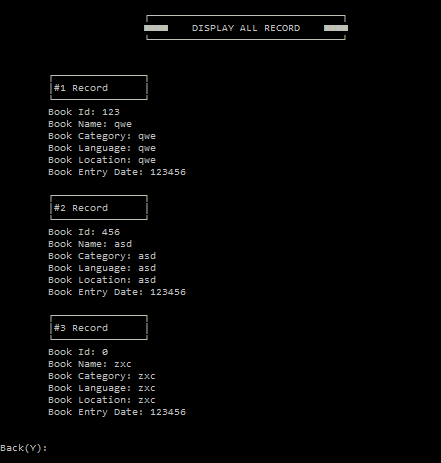 DISPLAY ALL RECORD
#1 Record
Book Id: 123
Book Name: qwe
Book Category: qwe
Book Language: qwe
Book Location: qwe
Book Entry Date: 123456
#2 Record
Book Id: 456
Book Name: asd
Book Category: asd
Book Language: asd
Book Location: asd
Book Entry Date: 123456
#3 Record
Book Id: 0
Book Name: zxc
Book Category: zxc
Book Language: zxc
Book Location: zxc
Book Entry Date: 123456
Back(Y):